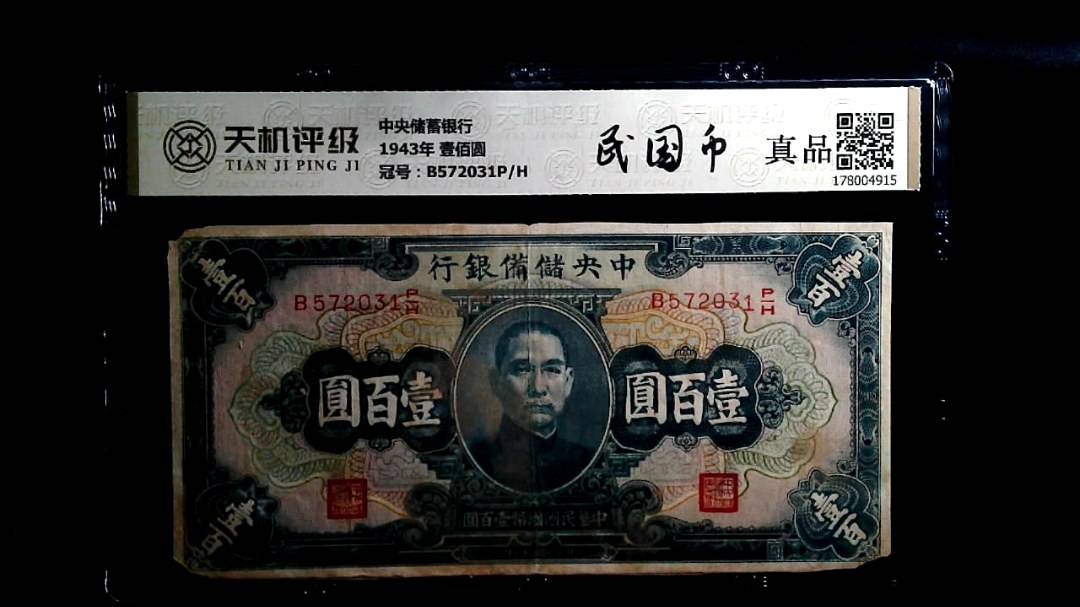 天机评级
TIAN JI PING JI
中央储蓄银行
1943年 壹佰圆
冠号：B572031P/H
民国币
真品
178004915
行銀備儲央中
壹百
壹百
B572031P/H
B572031P/H
圓百壹
圓百壹
壹百
壹百